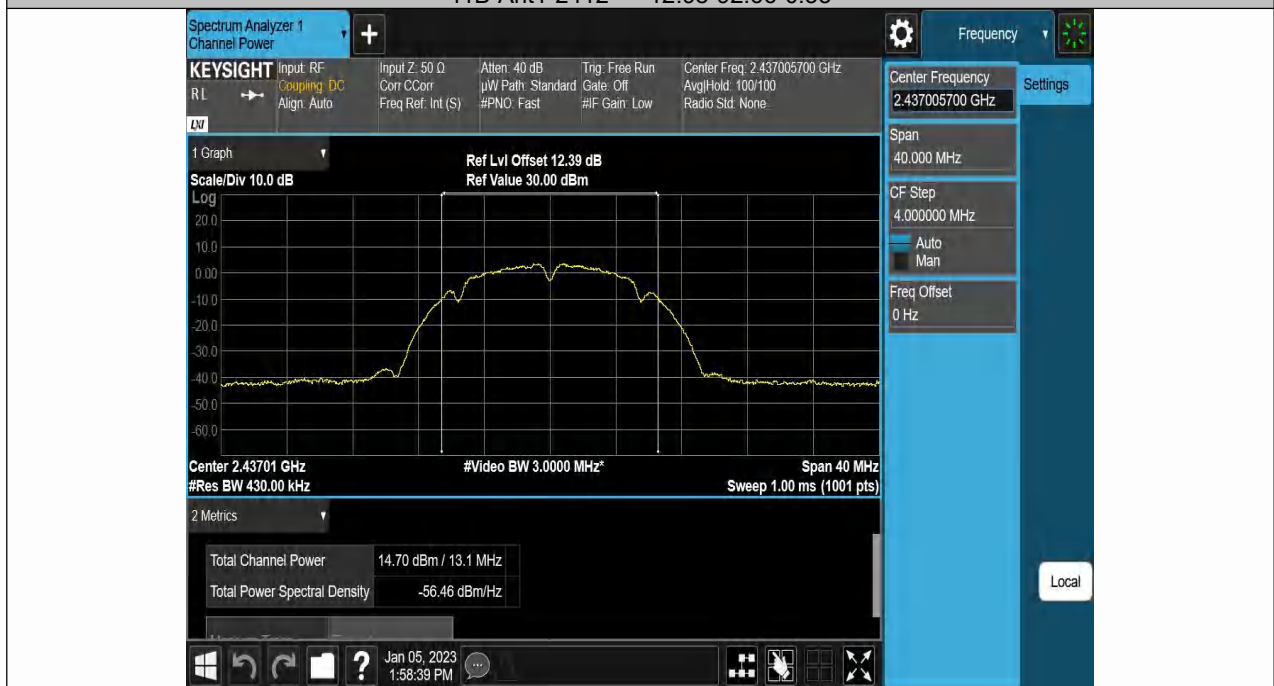 Spectrum Analyzer 1
Channel Power
+
Frequency
KEYSIGHT
RL
LXI
Input: RF
Coupling: DC
Align: Auto
Input Z: 50 Ω
Corr CCorr
Freq Ref: Int (S)
Atten: 40 dB
µW Path: Standard
#PNO: Fast
Trig: Free Run
Gate: Off
#IF Gain: Low
Center Freq: 2.437005700 GHz
Avg|Hold: 100/100
Radio Std: None
Center Frequency
2.437005700 GHz
Settings
Span
40.000 MHz
CF Step
4.000000 MHz
Auto
Man
Freq Offset
0 Hz
1 Graph
Scale/Div 10.0 dB
Ref Lvl Offset 12.39 dB
Ref Value 30.00 dBm
Log
20.0
10.0
0.00
-10.0
-20.0
-30.0
-40.0
-50.0
-60.0
Center 2.43701 GHz
#Video BW 3.0000 MHz*
Span 40 MHz
#Res BW 430.00 kHz
Sweep 1.00 ms (1001 pts)
2 Metrics
Total Channel Power
14.70 dBm / 13.1 MHz
Total Power Spectral Density
-56.46 dBm/Hz
Local
?
Jan 05, 2023
1:58:39 PM